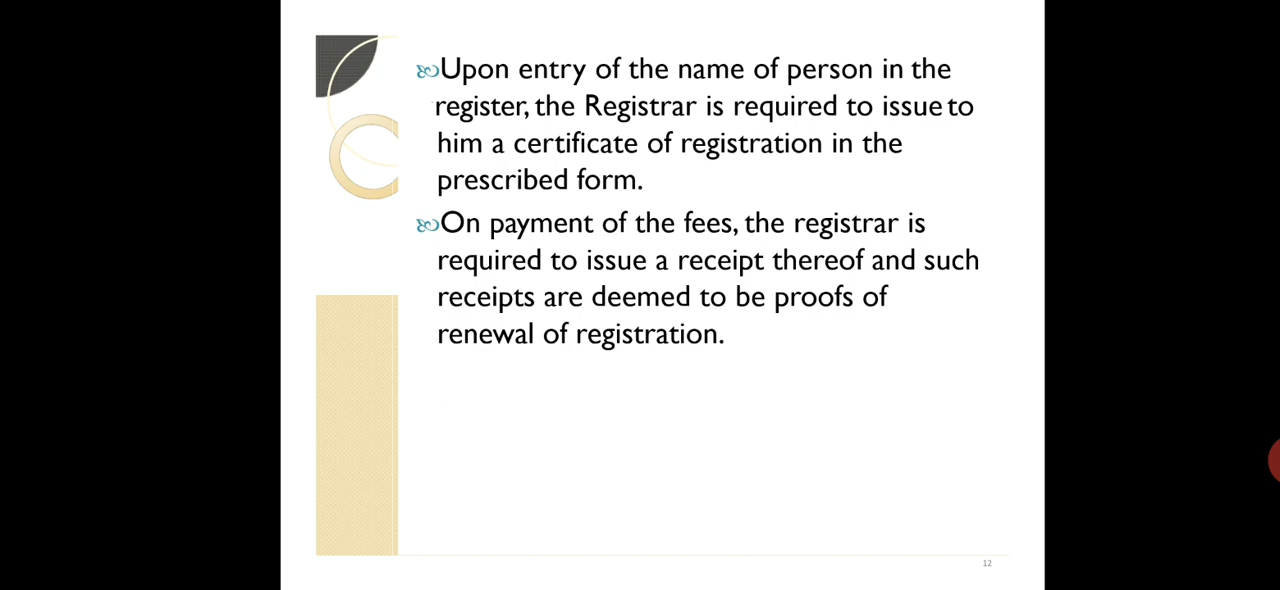 Upon entry of the name of person in the
register, the Registrar is required to issue to
him a certificate of registration in the
prescribed form.
On payment of the fees, the registrar is
required to issue a receipt thereof and such
receipts are deemed to be proofs of
renewal of registration.
12